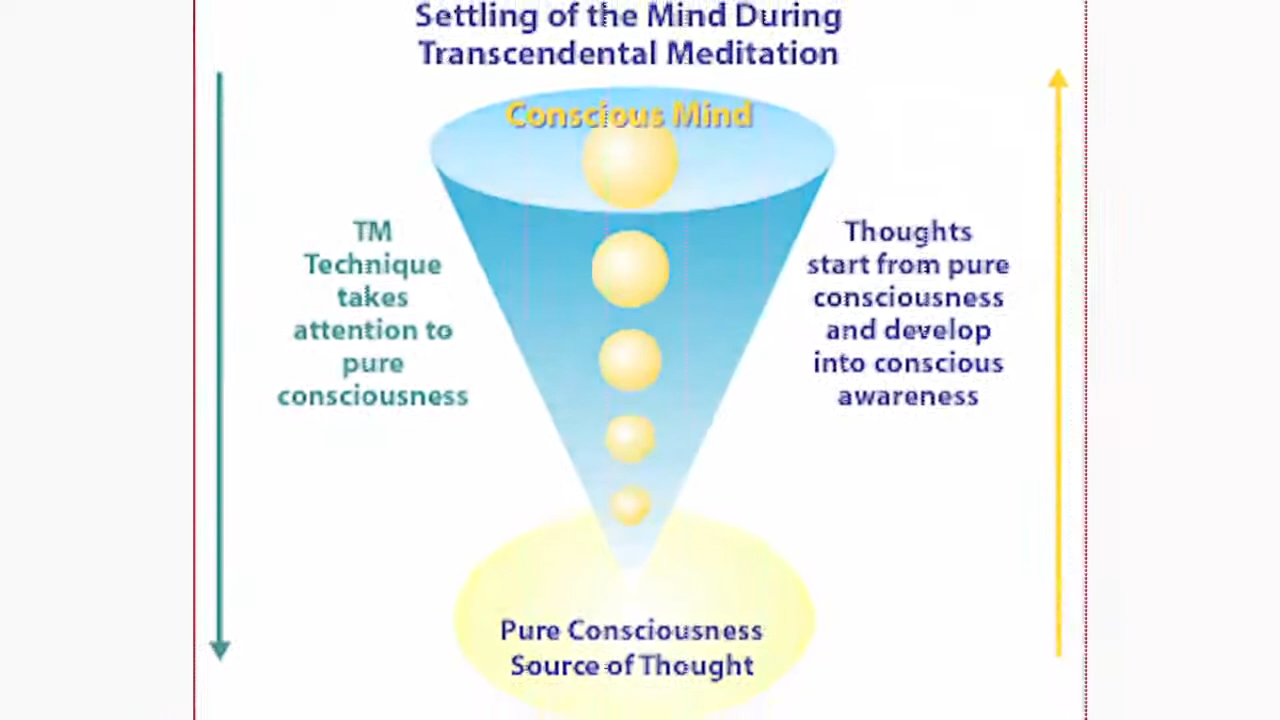 Settling of the Mind During
Transcendental Meditation
Conscious Mind
TM
Technique
takes
attention to
pure
consciousness
Thoughts
start from pure
consciousness
and develop
into conscious
awareness
Pure Consciousness
Source of Thought